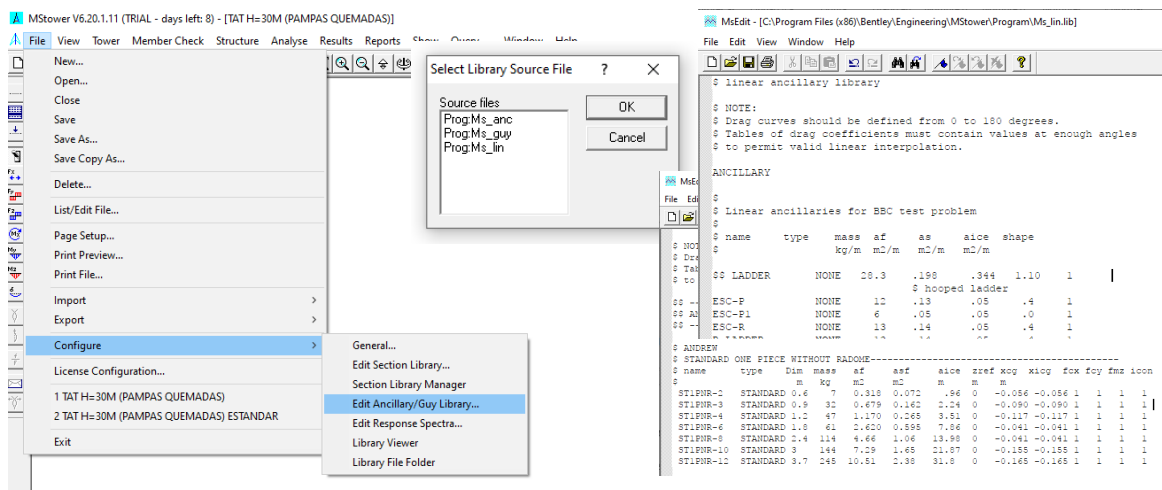 MStower V6.20.1.11 (TRIAL - days left: 8) - [TAT H=30M (PAMPAS QUEMADAS)]
File View Tower Member Check Structure Analyse Results Reports Show Query Window Help
New...
Open...
Close
Save
Save As...
Save Copy As...
Delete...
List/Edit File...
Page Setup...
Print Preview...
Print File...
Import
Export
Configure
License Configuration...
1 TAT H=30M (PAMPAS QUEMADAS)
2 TAT H=30M (PAMPAS QUEMADAS) ESTANDAR
Exit
General...
Edit Section Library...
Section Library Manager
Edit Ancillary/Guy Library...
Edit Response Spectra...
Library Viewer
Library File Folder
Select Library Source File ? X
Source files
Prog:Ms_anc
Prog:Ms_guy
Prog:Ms_lin
OK
Cancel
MsEdit - [C:\Program Files (x86)\Bentley\Engineering\MStower\Program\Ms_lin.lib]
File Edit View Window Help
$ linear ancillary library
$ NOTE:
$ Drag curves should be defined from 0 to 180 degrees.
$ Tables of drag coefficients must contain values at enough angles
$ to permit valid linear interpolation.
ANCILLARY
$
$ Linear ancillaries for BBC test problem
$
$ name type mass af as aice shape
$ kg/m m2/m m2/m
$$ LADDER NONE 28.3 .198 .344 1.10 1
$ hooped ladder
ESC-P NONE 12 .13 .05 .4 1
ESC-P1 NONE 6 .05 .05 .0 1
ESC-R NONE 13 .14 .05 .4 1
MsEd
File Edi
$ NOT
$ Dra
$ Tab
$ to
$$ --
$$ AN
$$ --
$ ANDREW
$ STANDARD ONE PIECE WITHOUT RADOME-----------------------------------------
$ name type Dim mass af asf aice zref xcg xicg fcx fcy fmz icon
$ m kg m2 m2 m m m
ST1PNR-2 STANDARD 0.6 7 0.318 0.072 .96 0 -0.056 -0.056 1 1 1 1
ST1PNR-3 STANDARD 0.9 32 0.679 0.162 2.24 0 -0.090 -0.090 1 1 1 1
ST1PNR-4 STANDARD 1.2 47 1.170 0.265 3.51 0 -0.117 -0.117 1 1 1 1
ST1PNR-6 STANDARD 1.8 61 2.620 0.595 7.86 0 -0.041 -0.041 1 1 1 1
ST1PNR-8 STANDARD 2.4 114 4.66 1.06 13.98 0 -0.041 -0.041 1 1 1 1
ST1PNR-10 STANDARD 3 144 7.29 1.65 21.87 0 -0.155 -0.155 1 1 1 1
ST1PNR-12 STANDARD 3.7 245 10.51 2.38 31.8 0 -0.165 -0.165 1 1 1 1